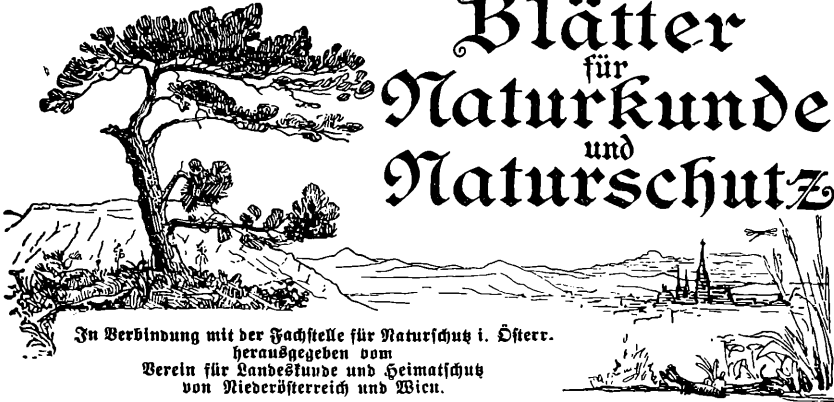 Blätter
für
Naturkunde
und
Naturschutz
In Verbindung mit der Fachstelle für Naturschutz i. Österr.
herausgegeben vom
Verein für Landeskunde und Heimatschutz
von Niederösterreich und Wien.